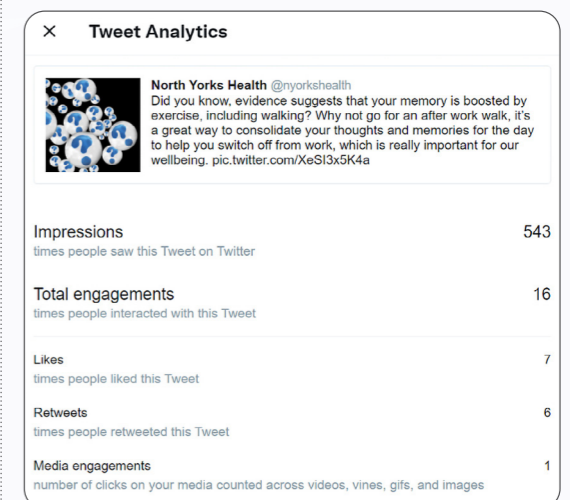 × Tweet Analytics
North Yorks Health @nyorkshealth
Did you know, evidence suggests that your memory is boosted by
exercise, including walking? Why not go for an after work walk, it's
a great way to consolidate your thoughts and memories for the day
to help you switch off from work, which is really important for our
wellbeing. pic.twitter.com/XeSI3x5K4a
Impressions 543
times people saw this Tweet on Twitter
Total engagements 16
times people interacted with this Tweet
Likes 7
times people liked this Tweet
Retweets 6
times people retweeted this Tweet
Media engagements 1
number of clicks on your media counted across videos, vines, gifs, and images